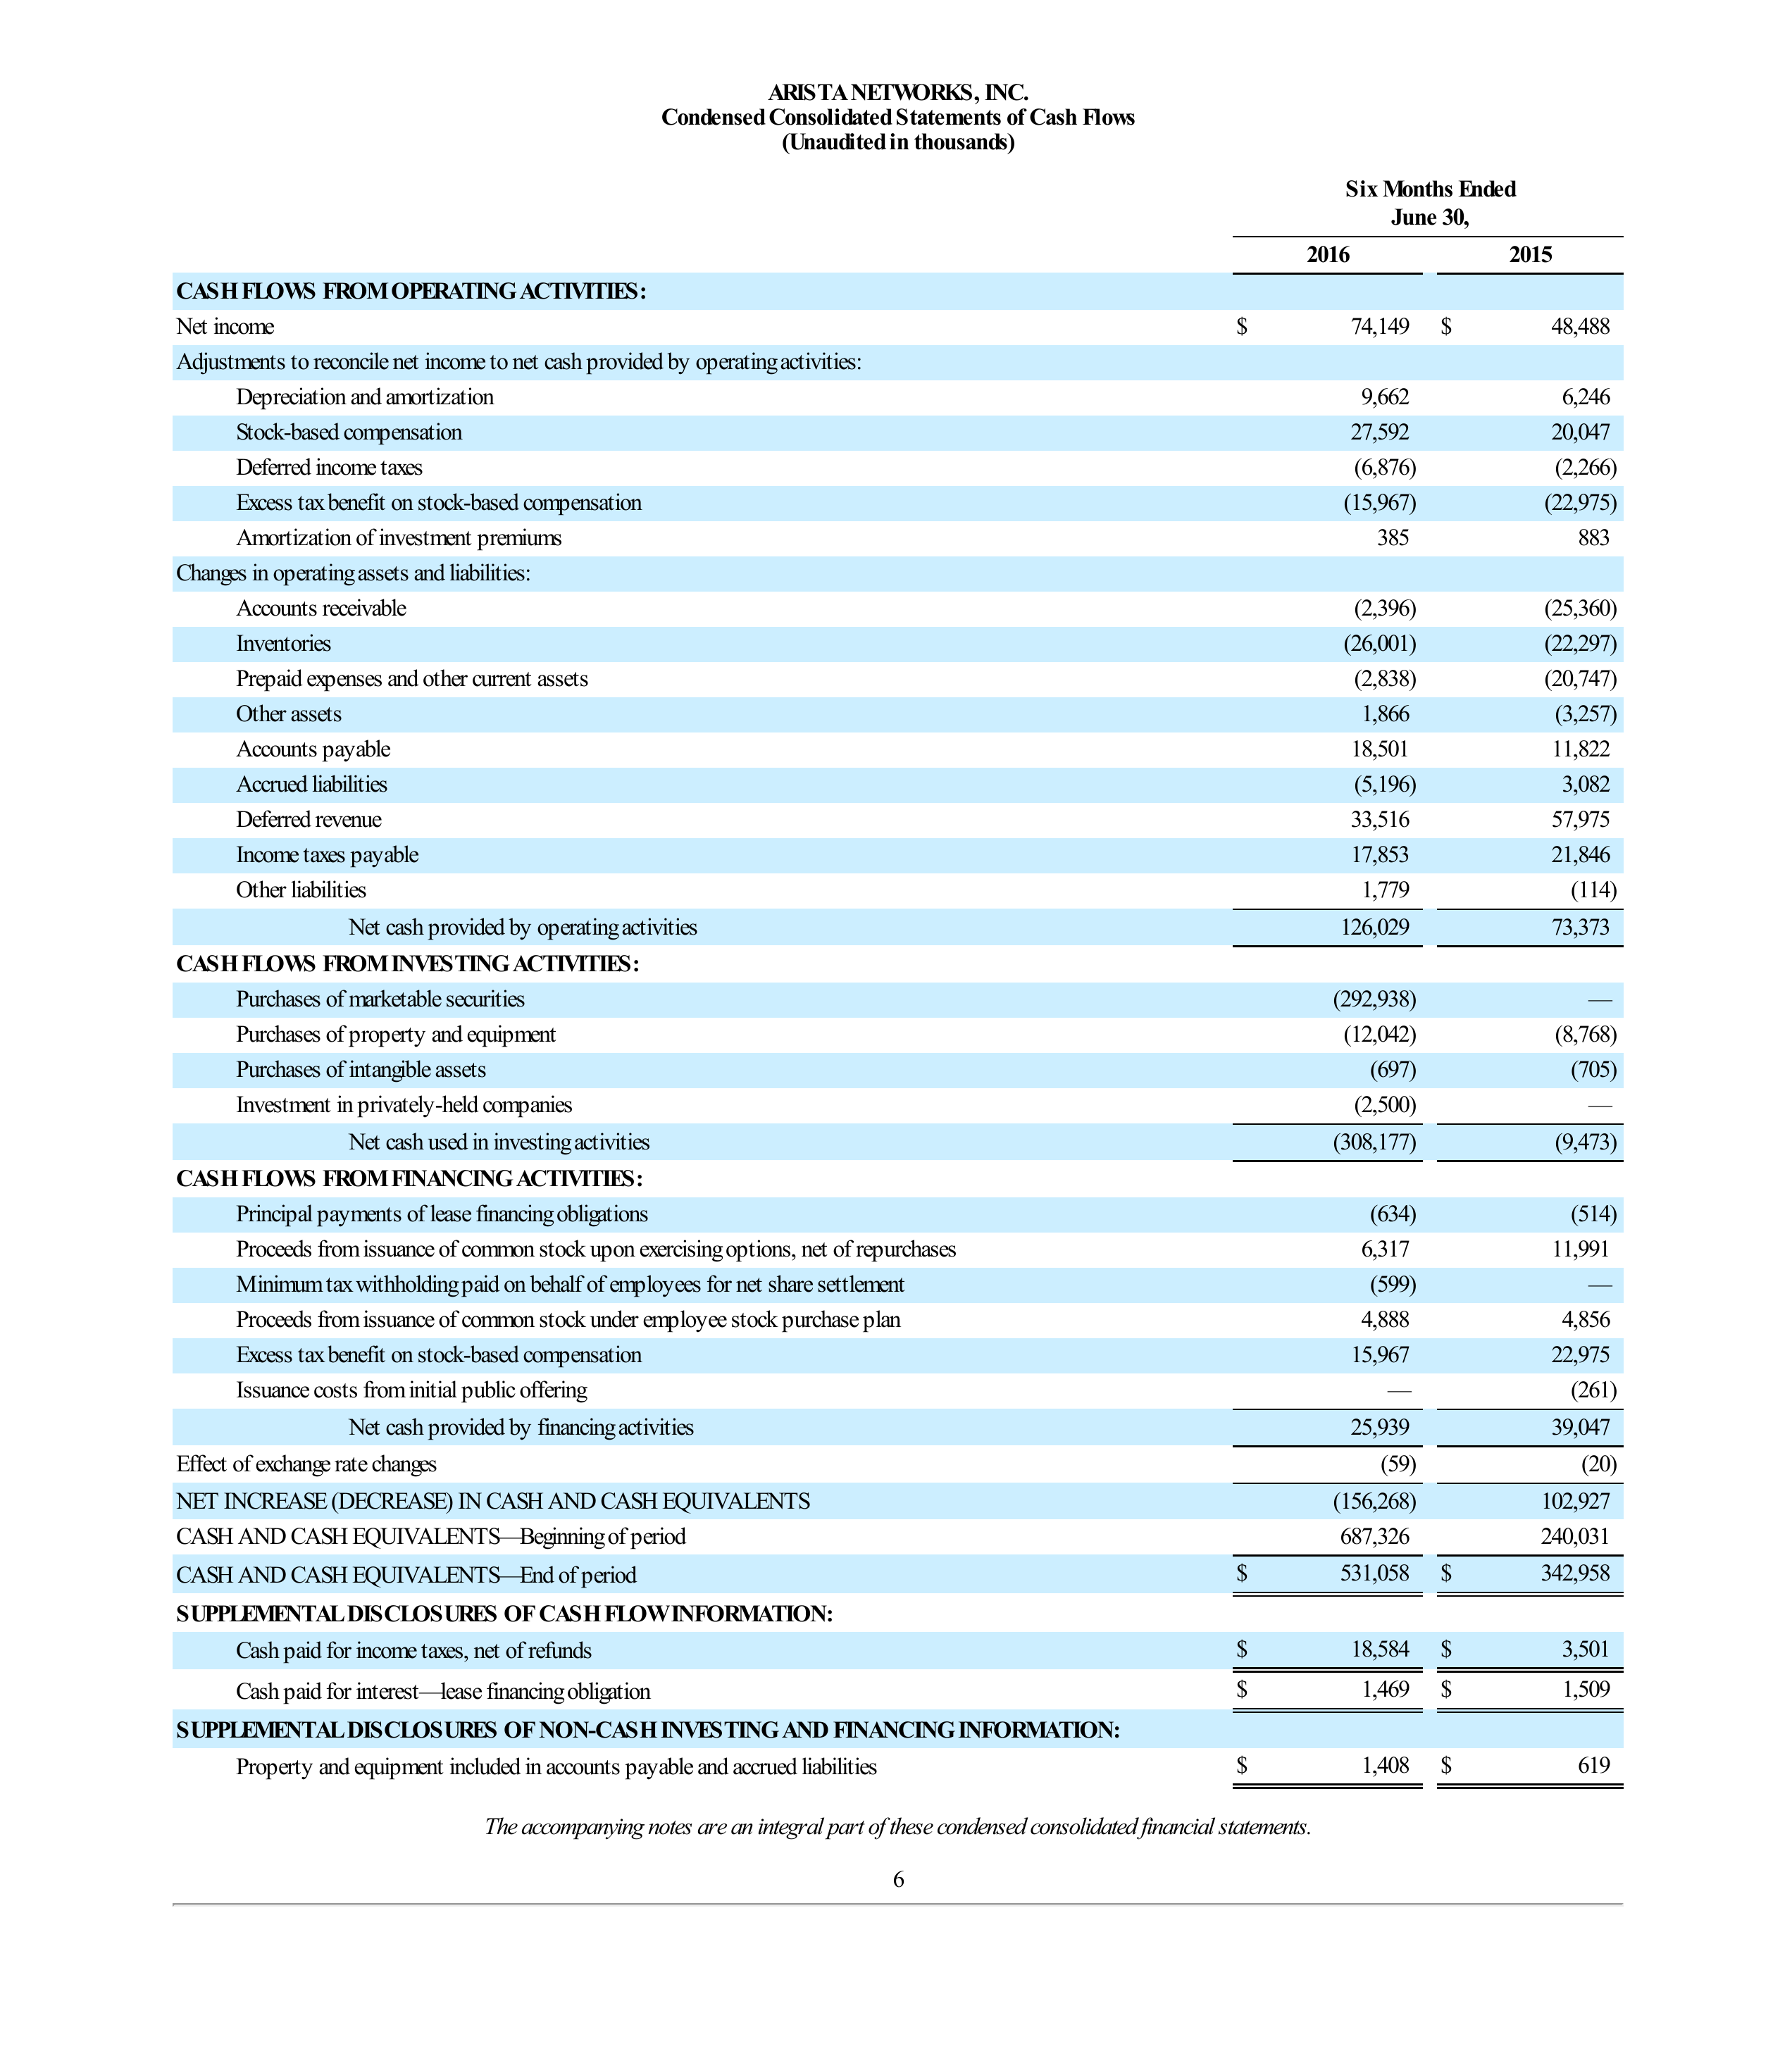 ARISTA NETWORKS, INC.
Condensed Consolidated Statements of Cash Flows
(Unaudited in thousands)
Six Months Ended
June 30,
2016 2015
CASH FLOWS FROM OPERATING ACTIVITIES:
Net income $ 74,149 $ 48,488
Adjustments to reconcile net income to net cash provided by operating activities:
Depreciation and amortization 9,662 6,246
Stock-based compensation 27,592 20,047
Deferred income taxes (6,876) (2,266)
Excess tax benefit on stock-based compensation (15,967) (22,975)
Amortization of investment premiums 385 883
Changes in operating assets and liabilities:
Accounts receivable (2,396) (25,360)
Inventories (26,001) (22,297)
Prepaid expenses and other current assets (2,838) (20,747)
Other assets 1,866 (3,257)
Accounts payable 18,501 11,822
Accrued liabilities (5,196) 3,082
Deferred revenue 33,516 57,975
Income taxes payable 17,853 21,846
Other liabilities 1,779 (114)
Net cash provided by operating activities 126,029 73,373
CASH FLOWS FROM INVESTING ACTIVITIES:
Purchases of marketable securities (292,938) —
Purchases of property and equipment (12,042) (8,768)
Purchases of intangible assets (697) (705)
Investment in privately-held companies (2,500) —
Net cash used in investing activities (308,177) (9,473)
CASH FLOWS FROM FINANCING ACTIVITIES:
Principal payments of lease financing obligations (634) (514)
Proceeds from issuance of common stock upon exercising options, net of repurchases 6,317 11,991
Minimum tax withholding paid on behalf of employees for net share settlement (599) —
Proceeds from issuance of common stock under employee stock purchase plan 4,888 4,856
Excess tax benefit on stock-based compensation 15,967 22,975
Issuance costs from initial public offering — (261)
Net cash provided by financing activities 25,939 39,047
Effect of exchange rate changes (59) (20)
NET INCREASE (DECREASE) IN CASH AND CASH EQUIVALENTS (156,268) 102,927
CASH AND CASH EQUIVALENTS—Beginning of period 687,326 240,031
CASH AND CASH EQUIVALENTS—End of period $ 531,058 $ 342,958
SUPPLEMENTAL DISCLOSURES OF CASH FLOW INFORMATION:
Cash paid for income taxes, net of refunds $ 18,584 $ 3,501
Cash paid for interest—lease financing obligation $ 1,469 $ 1,509
SUPPLEMENTAL DISCLOSURES OF NON-CASH INVESTING AND FINANCING INFORMATION:
Property and equipment included in accounts payable and accrued liabilities $ 1,408 $ 619
The accompanying notes are an integral part of these condensed consolidated financial statements.
6